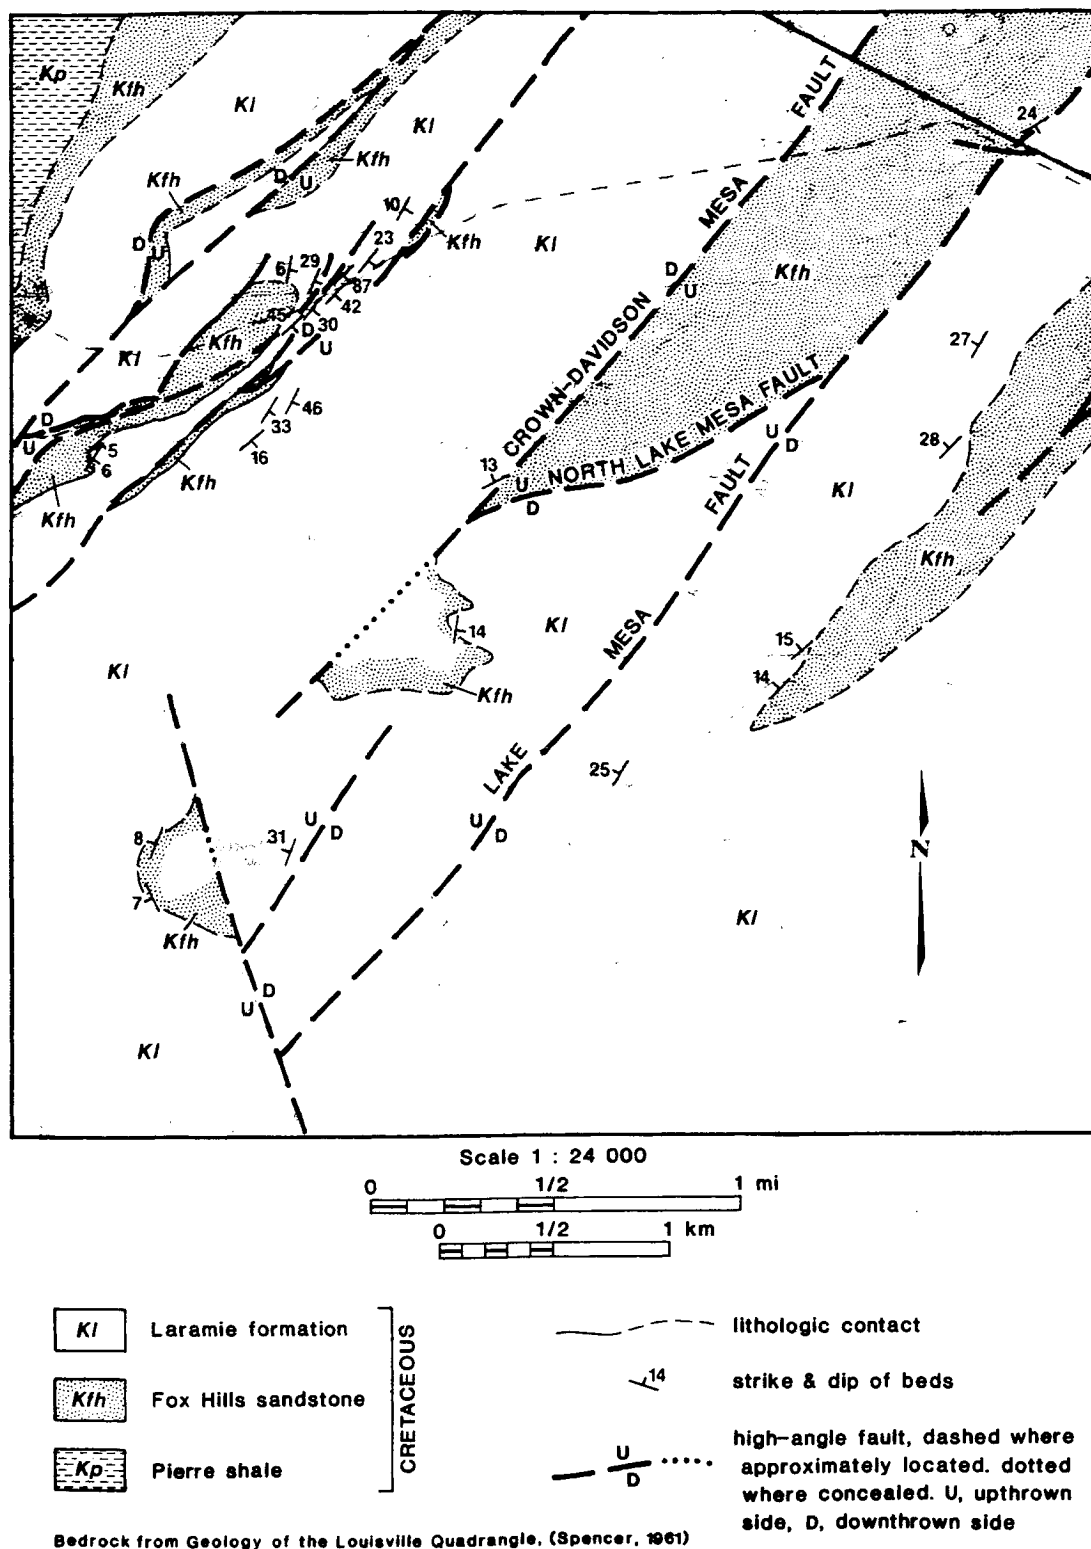 Kp
Kfh
Kl
Kl
Kfh
Kfh
D
U
D
U
10
23
Kfh
Kl
FAULT
MESA
CROWN-DAVIDSON
24
Kfh
D
U
6
29
87
42
45
D
30
U
Kfh
Kl
D
U
5
6
46
33
16
Kfh
Kfh
27
28
13
U
D
NORTH LAKE MESA FAULT
U
D
FAULT
MESA
LAKE
Kl
Kfh
Kl
14
Kl
Kfh
15
14
25
U
D
U
D
8
31
7
Kfh
N
Kl
U
D
Kl
Scale 1 : 24 000
0 1/2 1 mi
0 1/2 1 km
Kl Laramie formation
Kfh Fox Hills sandstone
Kp Pierre shale
CRETACEOUS
lithologic contact
14 strike & dip of beds
U
D
high-angle fault, dashed where
approximately located. dotted
where concealed. U, upthrown
side, D, downthrown side
Bedrock from Geology of the Louisville Quadrangle, (Spencer, 1961)